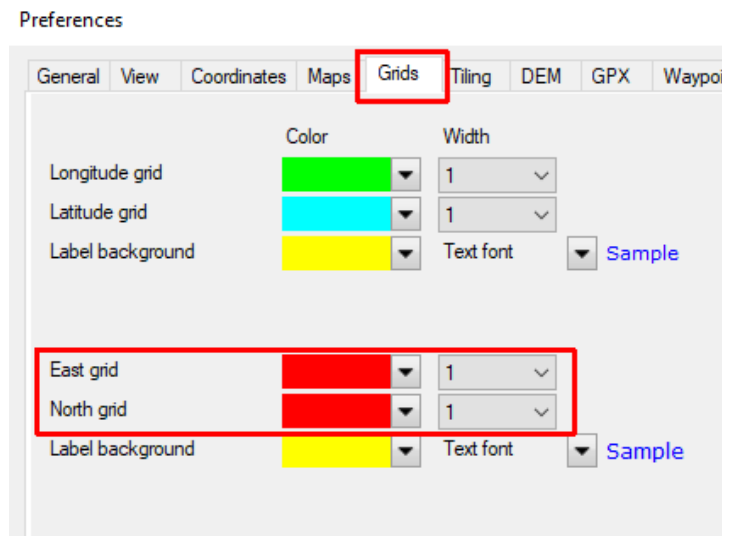 Preferences
General View Coordinates Maps Grids Tiling DEM GPX Waypoi
Color Width
Longitude grid 1
Latitude grid 1
Label background Text font Sample
East grid 1
North grid 1
Label background Text font Sample